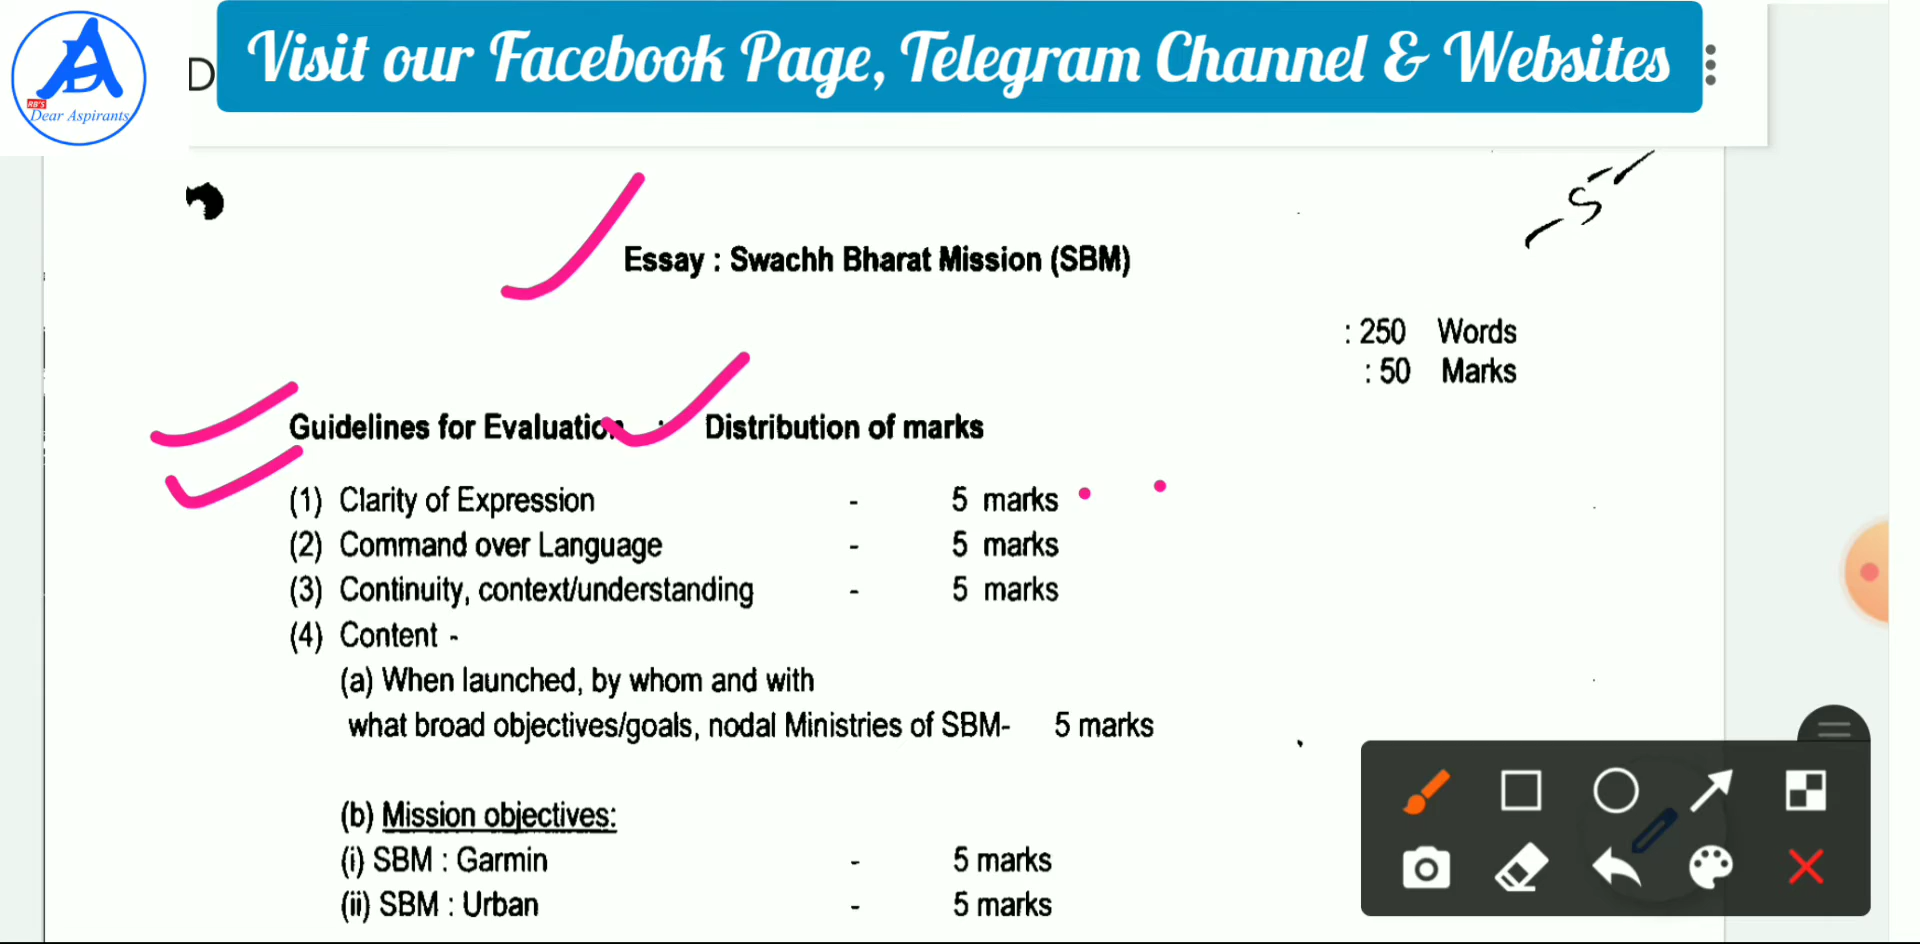 Visit our Facebook Page, Telegram Channel & Websites
D
RB'S
Dear Aspirants
5
Essay : Swachh Bharat Mission (SBM)
: 250 Words
: 50 Marks
Guidelines for Evaluation : Distribution of marks
(1) Clarity of Expression - 5 marks
(2) Command over Language - 5 marks
(3) Continuity, context/understanding - 5 marks
(4) Content -
(a) When launched, by whom and with
what broad objectives/goals, nodal Ministries of SBM- 5 marks
(b) Mission objectives:
(i) SBM : Garmin - 5 marks
(ii) SBM : Urban - 5 marks